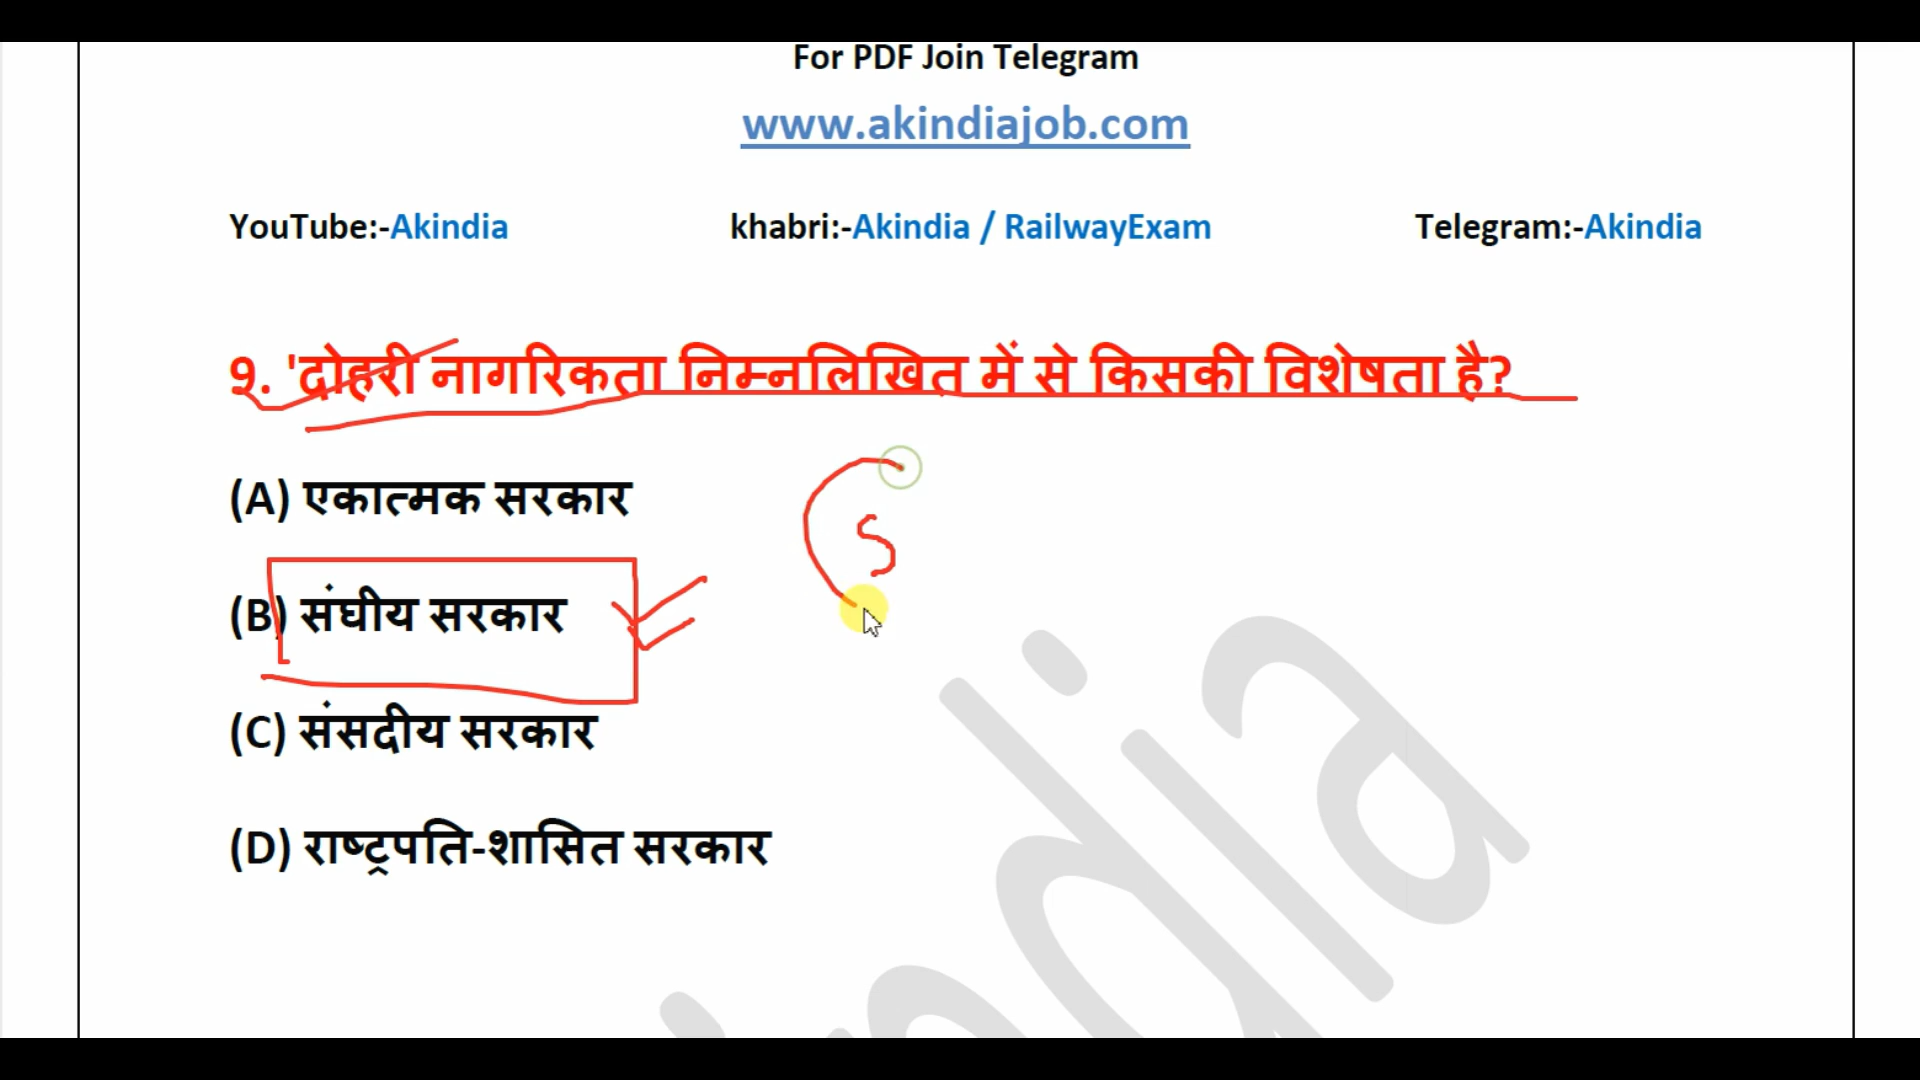 For PDF Join Telegram
www.akindiajob.com
YouTube:-Akindia khabri:-Akindia / RailwayExam Telegram:-Akindia
9. 'दोहरी नागरिकता निम्नलिखित में से किसकी विशेषता है?
(A) एकात्मक सरकार
5
(B) संघीय सरकार
(C) संसदीय सरकार
(D) राष्ट्रपति-शासित सरकार